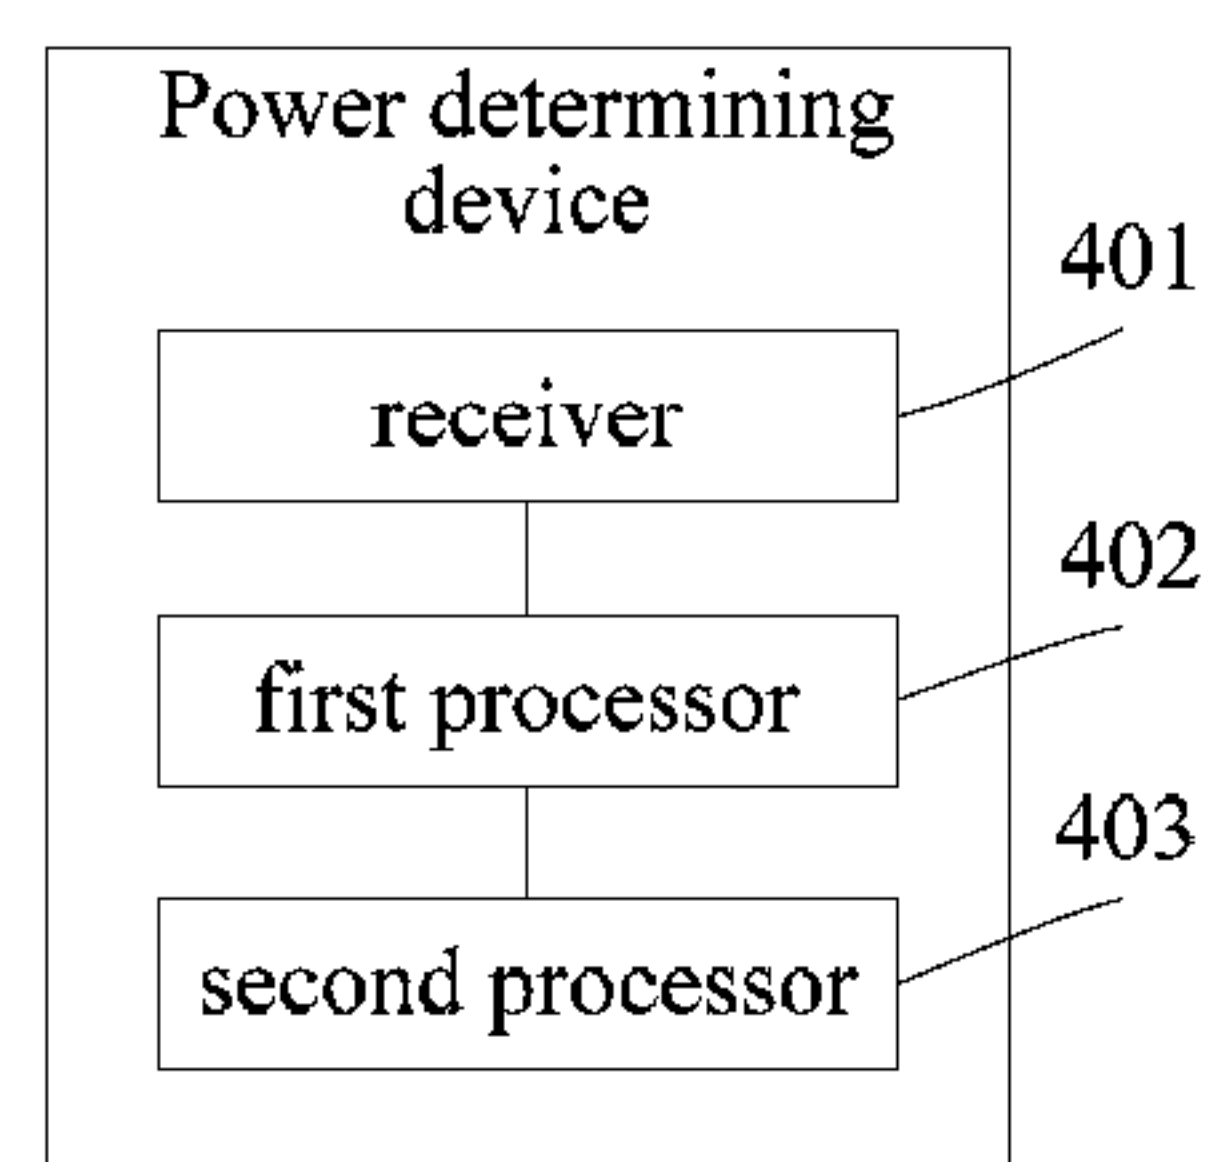 Power determining
device
401
receiver
402
first processor
403
second processor